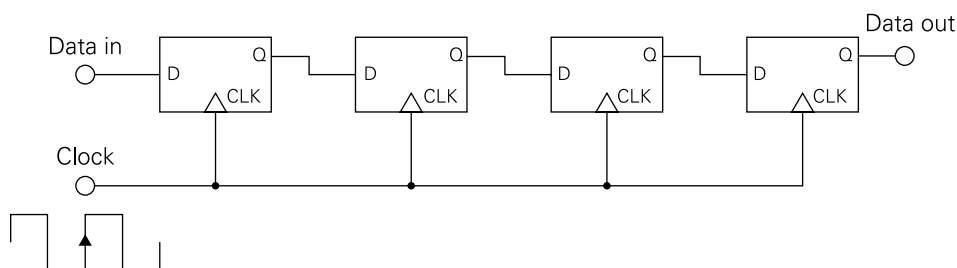 Data out
Data in
Q Q Q Q
D D D D
CLK CLK CLK CLK
Clock